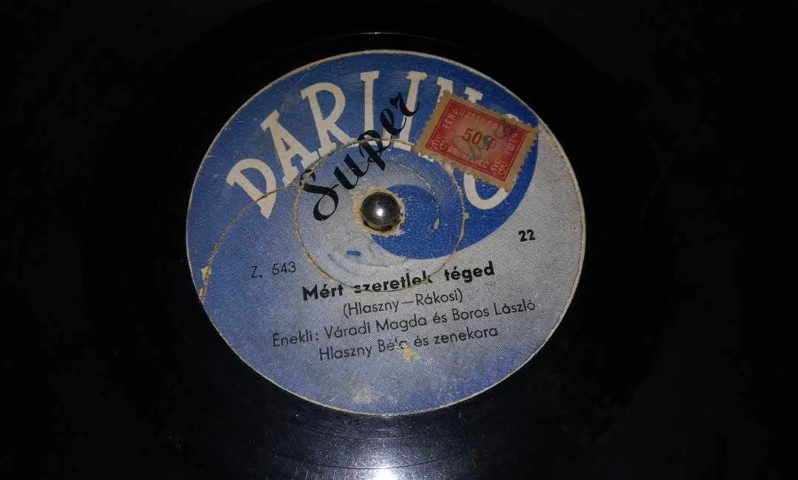 DARLING
Super
50
22
Z. 543
Mért szeretlek téged
(Hlaszny—Rákosi)
Énekli: Váradi Magda és Boros László
Hlaszny Béla és zenekara